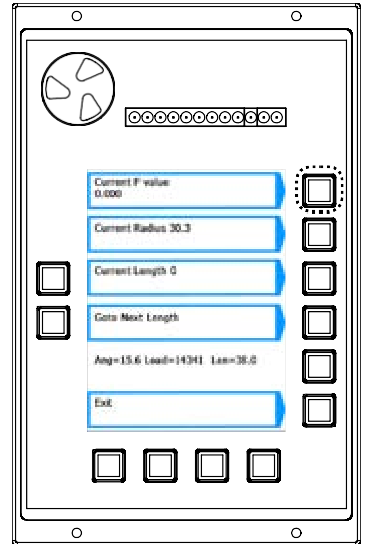 Current F value
0.000
Current Radius 30.3
Current Length 0
Goto Next Length
Ang=15.6 Load=14341 Len=38.0
Exit